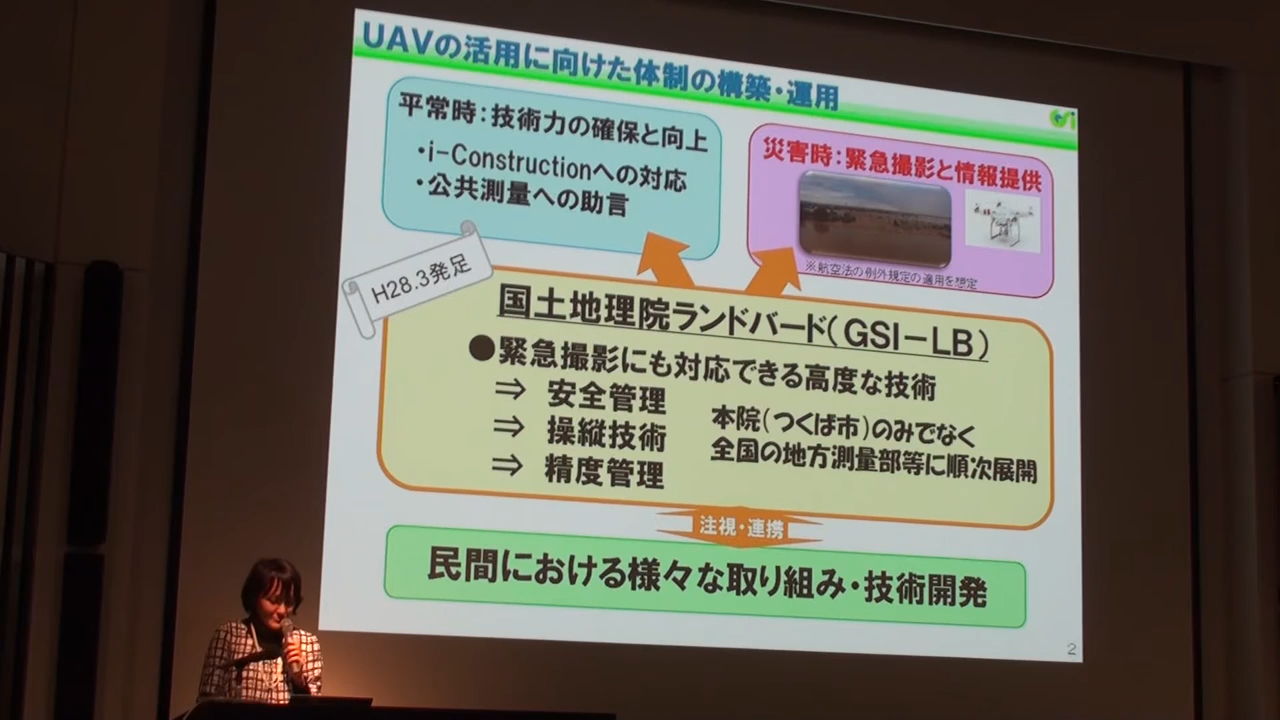 UAVの活用に向けた体制の構築・運用
GSI
平常時：技術力の確保と向上
・i-Constructionへの対応
・公共測量への助言
災害時：緊急撮影と情報提供
※航空法の例外規定の適用を想定
H28.3発足
国土地理院ランドバード（GSI－LB）
●緊急撮影にも対応できる高度な技術
⇒ 安全管理
⇒ 操縦技術
⇒ 精度管理
本院（つくば市）のみでなく
全国の地方測量部等に順次展開
注視・連携
民間における様々な取り組み・技術開発
2